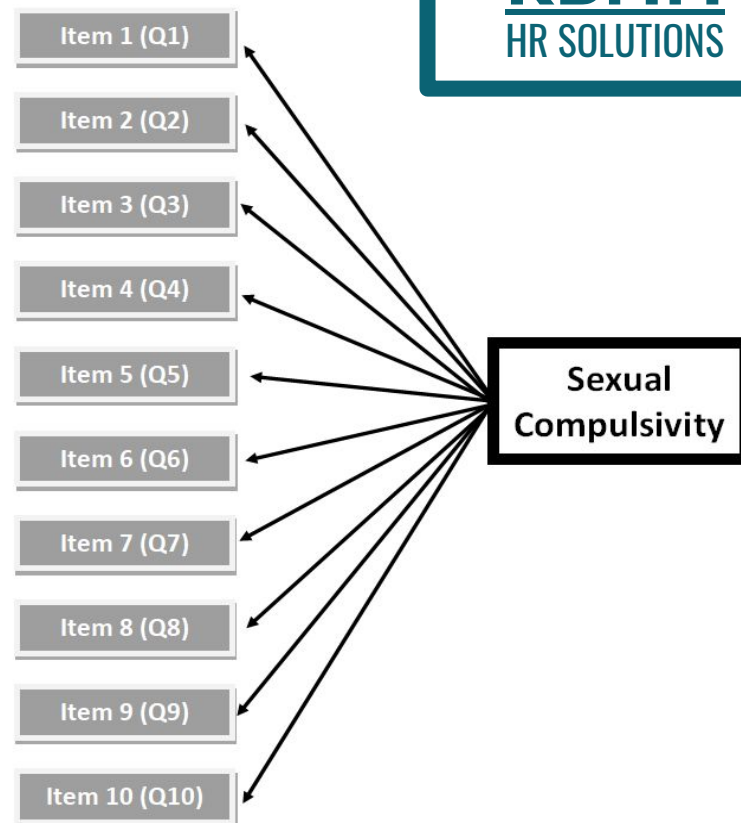 HR SOLUTIONS
Item 1 (Q1)
Item 2 (Q2)
Item 3 (Q3)
Item 4 (Q4)
Item 5 (Q5)
Item 6 (Q6)
Item 7 (Q7)
Item 8 (Q8)
Item 9 (Q9)
Item 10 (Q10)
Sexual
Compulsivity